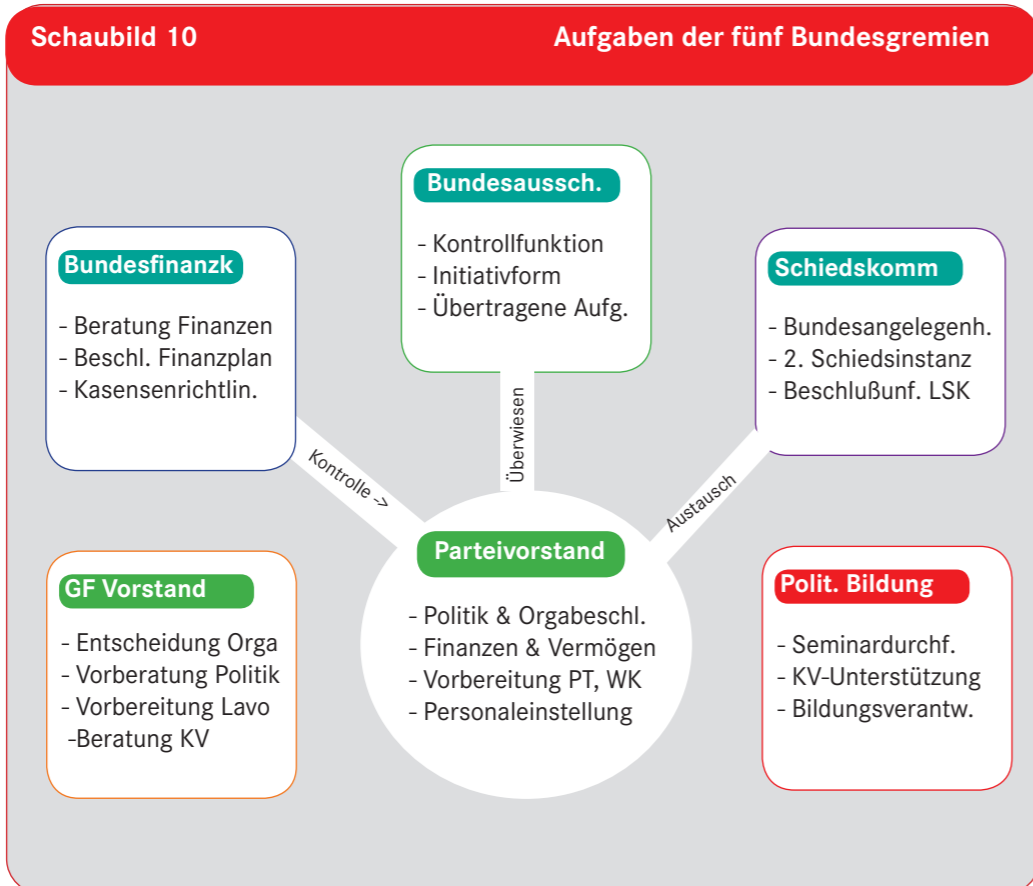 Schaubild 10
Aufgaben der fünf Bundesgremien
Bundesaussch.
- Kontrollfunktion
- Initiativform
- Übertragene Aufg.
Bundesfinanzk
- Beratung Finanzen
- Beschl. Finanzplan
- Kasensenrichtlin.
Schiedskomm
- Bundesangelegenh.
- 2. Schiedsinstanz
- Beschlußunf. LSK
Kontrolle ->
Überwiesen
Austausch
Parteivorstand
- Politik & Orgabeschl.
- Finanzen & Vermögen
- Vorbereitung PT, WK
- Personaleinstellung
GF Vorstand
- Entscheidung Orga
- Vorberatung Politik
- Vorbereitung Lavo
-Beratung KV
Polit. Bildung
- Seminardurchf.
- KV-Unterstützung
- Bildungsverantw.